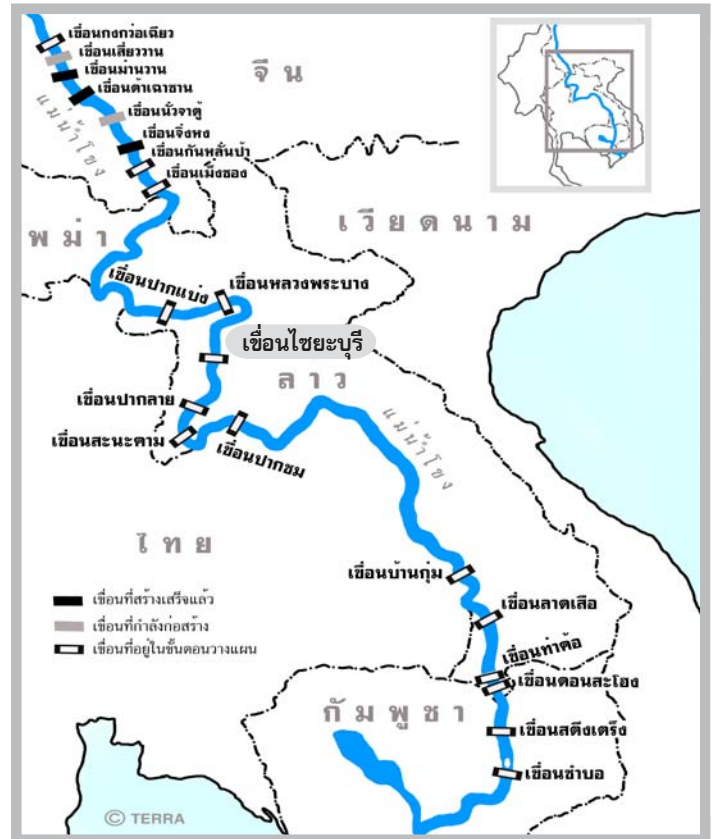 เขื่อนกงกว่อเฉียว
เขื่อนเสี่ยววาน
เขื่อนม่านวาน
เขื่อนต้าเฉาซาน
เขื่อนนั่วจาตู้
เขื่อนจิ่งหง
เขื่อนกันหลั่นป้า
เขื่อนเม็งซอง
จีน
แม่น้ำโขง
พม่า
เวียดนาม
เขื่อนปากแบ่ง
เขื่อนหลวงพระบาง
เขื่อนไซยะบุรี
ลาว
เขื่อนปากลาย
เขื่อนสะนะคาม
เขื่อนปากชม
แม่น้ำโขง
ไทย
เขื่อนบ้านกุ่ม
เขื่อนลาดเสือ
เขื่อนท่าค้อ
เขื่อนดอนสะโฮง
กัมพูชา
เขื่อนสตึงเตร็ง
เขื่อนซำบอ
เขื่อนที่สร้างเสร็จแล้ว
เขื่อนที่กำลังก่อสร้าง
เขื่อนที่อยู่ในขั้นตอนวางแผน
© TERRA